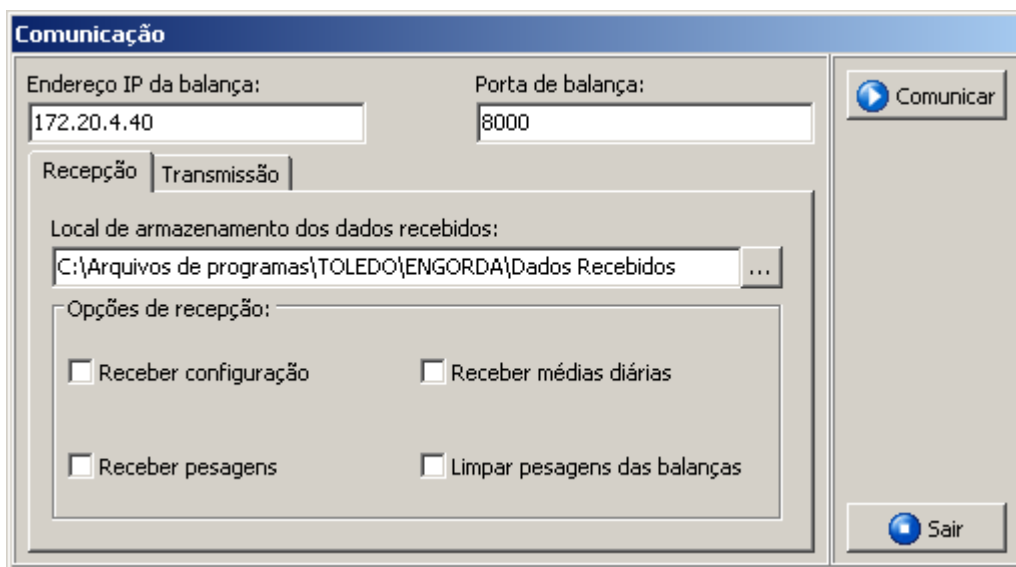 Comunicação
Endereço IP da balança:
Porta de balança:
172.20.4.40
8000
Comunicar
Recepção
Transmissão
Local de armazenamento dos dados recebidos:
C:\Arquivos de programas\TOLEDO\ENGORDA\Dados Recebidos
...
Opções de recepção:
Receber configuração
Receber médias diárias
Receber pesagens
Limpar pesagens das balanças
Sair